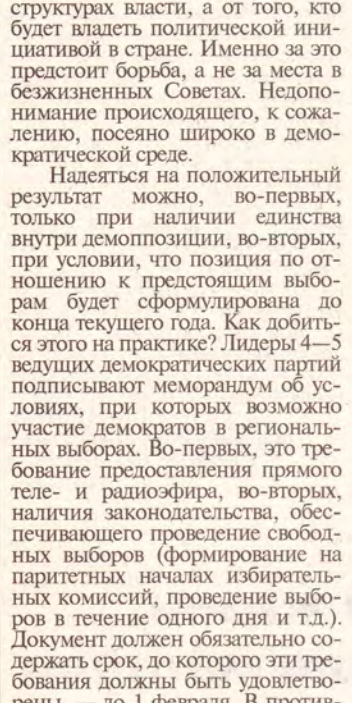 структурах власти, а от того, кто
будет владеть политической ини-
циативой в стране. Именно за это
предстоит борьба, а не за места в
безжизненных Советах. Недопо-
нимание происходящего, к сожа-
лению, посеяно широко в демо-
кратической среде.
Надеяться на положительный
результат можно, во-первых,
только при наличии единства
внутри демоппозиции, во-вторых,
при условии, что позиция по от-
ношению к предстоящим выбо-
рам будет сформулирована до
конца текущего года. Как добить-
ся этого на практике? Лидеры 4—5
ведущих демократических партий
подписывают меморандум об ус-
ловиях, при которых возможно
участие демократов в региональ-
ных выборах. Во-первых, это тре-
бование предоставления прямого
теле- и радиоэфира, во-вторых,
наличия законодательства, обес-
печивающего проведение свобод-
ных выборов (формирование на
паритетных началах избиратель-
ных комиссий, проведение выбо-
ров в течение одного дня и т.д.).
Документ должен обязательно со-
держать срок, до которого эти тре-
бования должны быть удовлетво-
рены, — до 1 февраля. В против-